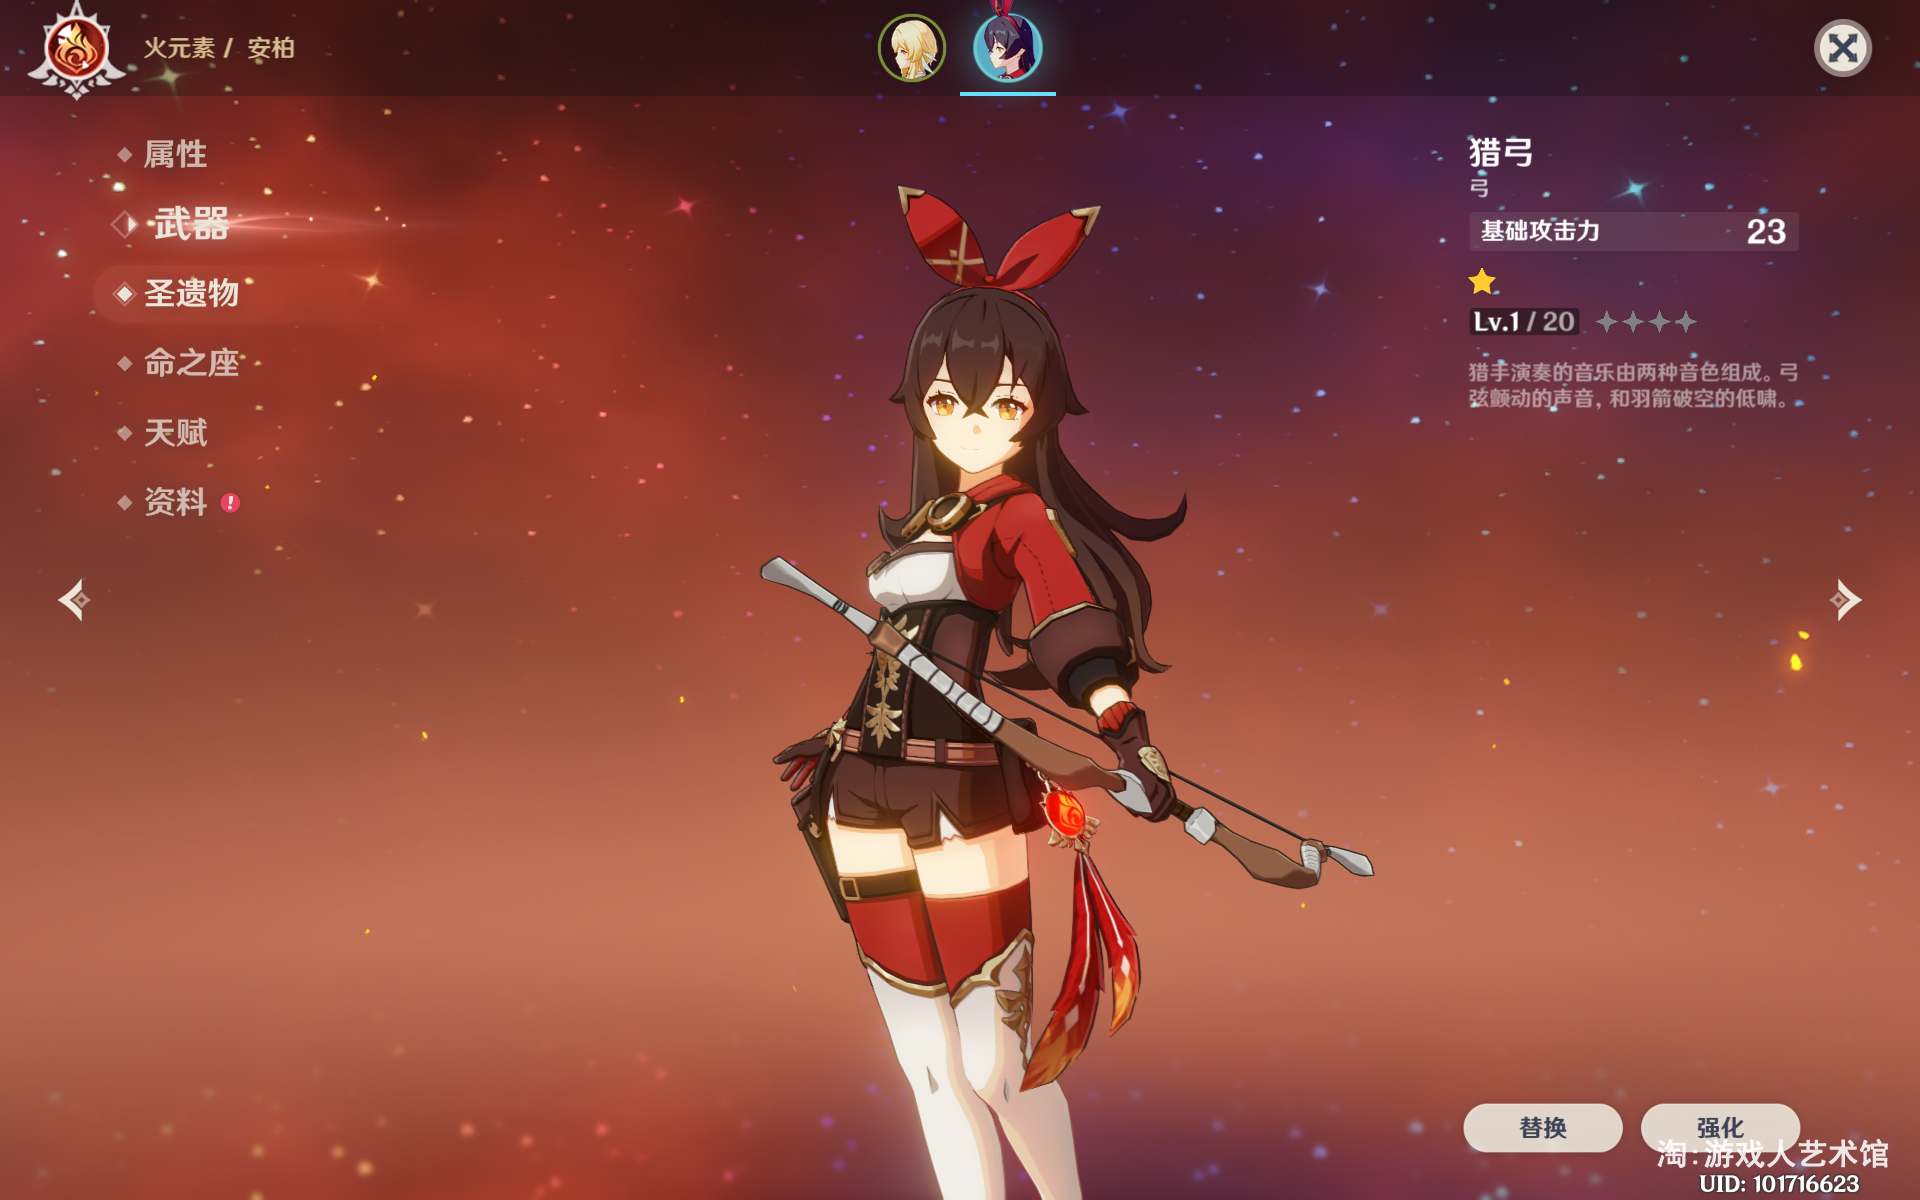 火元素 / 安柏
属性
武器
圣遗物
命之座
天赋
资料
猎弓
弓
基础攻击力 23
Lv.1 / 20
猎手演奏的音乐由两种音色组成。弓
弦颤动的声音，和羽箭破空的低啸。
替换
强化
淘:游戏人艺术馆
UID: 101716623